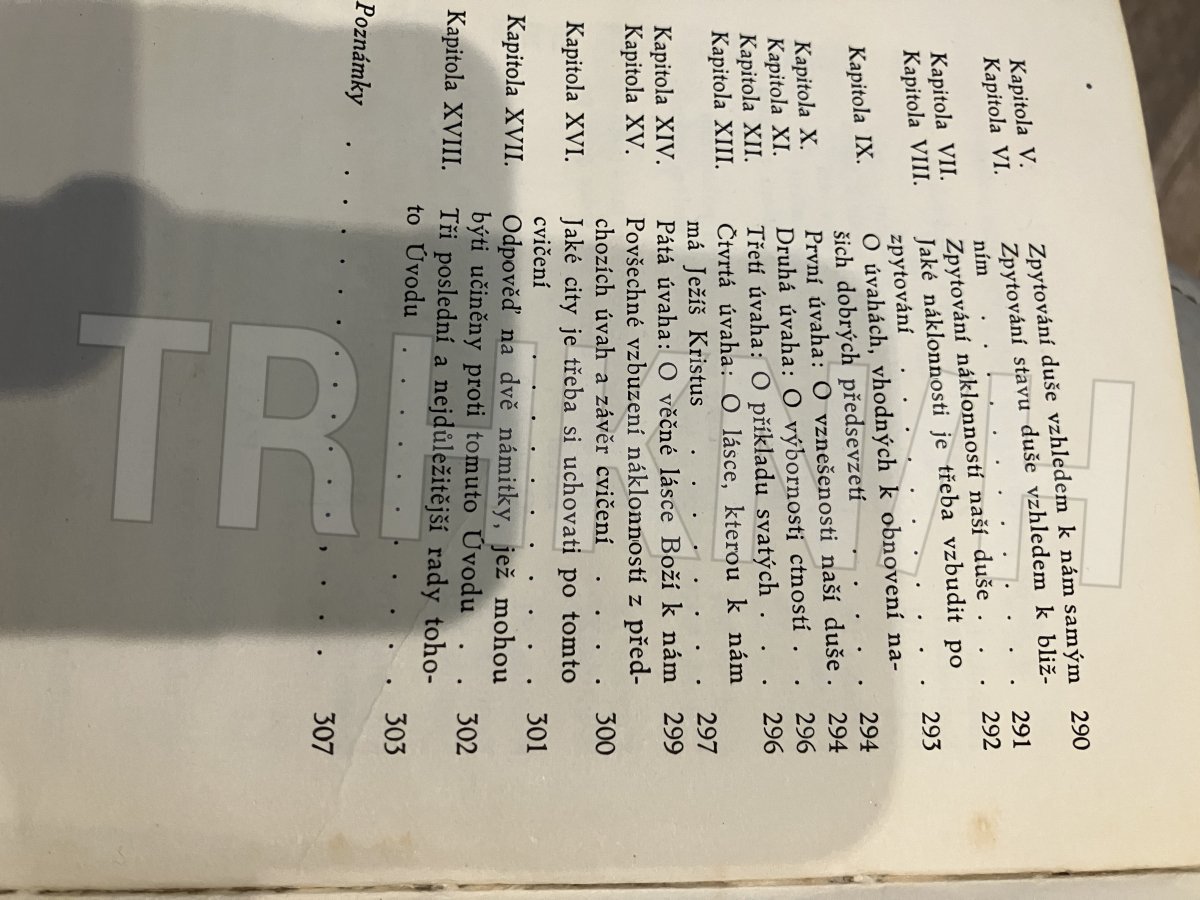 Kapitola V. Zpytování duše vzhledem k nám samým 290
Kapitola VI. Zpytování stavu duše vzhledem k bliž-
ním . . . . . . . . . . 291
Kapitola VII. Zpytování náklonností naší duše . . . 292
Kapitola VIII. Jaké náklonnosti je třeba vzbudit po
zpytování . . . . . . . . 293
Kapitola IX. O úvahách, vhodných k obnovení na-
šich dobrých předsevzetí . . . . 294
Kapitola X. První úvaha: O vznešenosti naší duše . 294
Kapitola XI. Druhá úvaha: O výbornosti ctností . . 296
Kapitola XII. Třetí úvaha: O příkladu svatých . . . 296
Kapitola XIII. Čtvrtá úvaha: O lásce, kterou k nám
má Ježíš Kristus . . . . . . 297
Kapitola XIV. Pátá úvaha: O věčné lásce Boží k nám 299
Kapitola XV. Povšechné vzbuzení náklonností z před-
chozích úvah a závěr cvičení . . . 300
Kapitola XVI. Jaké city je třeba si uchovati po tomto
cvičení . . . . . . . . . 301
Kapitola XVII. Odpověď na dvě námitky, jež mohou
býti učiněny proti tomuto Úvodu . . 302
Kapitola XVIII. Tři poslední a nejdůležitější rady toho-
to Úvodu . . . . . . . . 303
Poznámky . . . . . . . . . . . . . . 307
TRHKNVH